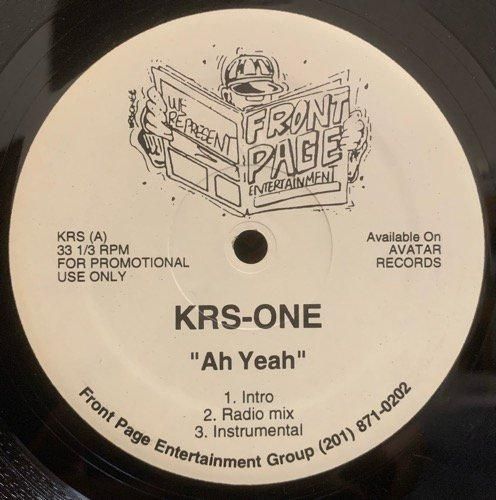 WE
REPRESENT
FRONT
PAGE
ENTERTAINMENT
KRS (A)
33 1/3 RPM
FOR PROMOTIONAL
USE ONLY
Available On
AVATAR
RECORDS
KRS-ONE
"Ah Yeah"
1. Intro
2. Radio mix
3. Instrumental
Front Page Entertainment Group (201) 871-0202